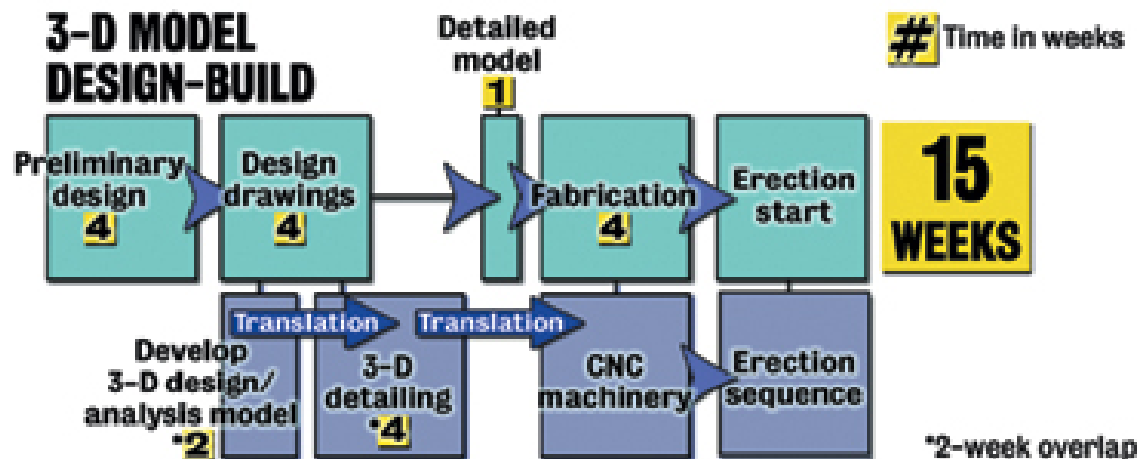 3-D MODEL
DESIGN-BUILD
Detailed
model
1
# Time in weeks
Preliminary
design
4
Design
drawings
4
Fabrication
4
Erection
start
15
WEEKS
Translation
Translation
Develop
3-D design/
analysis model
*2
3-D
detailing
*4
CNC
machinery
Erection
sequence
*2-week overlap